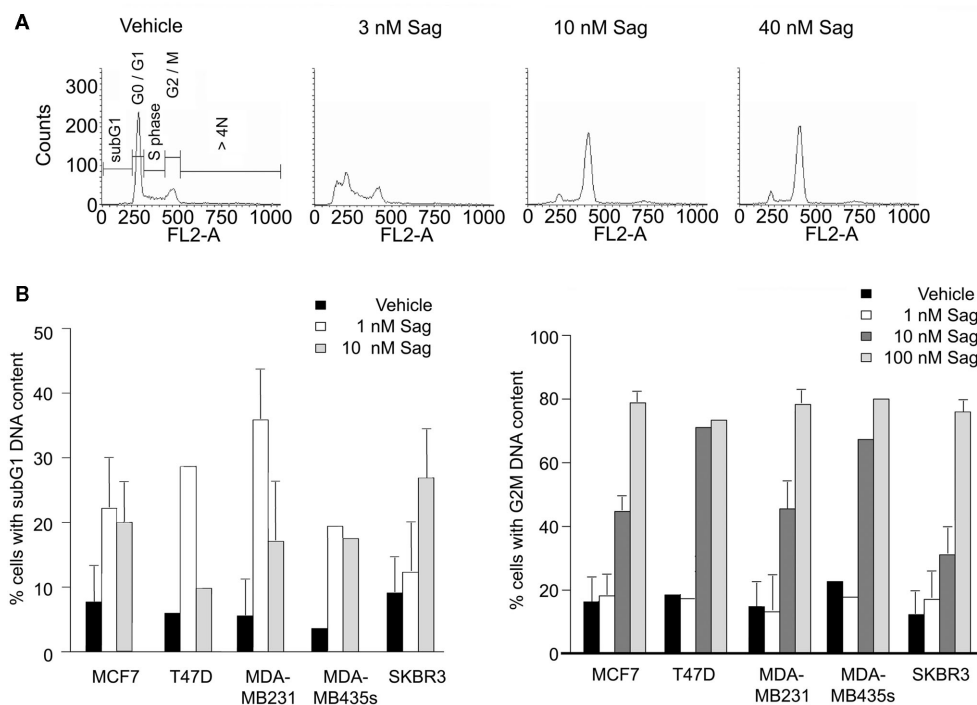 A
Vehicle
3 nM Sag
10 nM Sag
40 nM Sag
Counts
300
200
100
0
subG1
G0 / G1
S phase
G2 / M
> 4N
0 250 500 1000
FL2-A
0 250 500 1000
FL2-A
0 250 500 1000
FL2-A
0 250 500 1000
FL2-A
B
Vehicle
1 nM Sag
10 nM Sag
% cells with subG1 DNA content
50
40
30
20
10
0
MCF7
T47D
MDA-
MB231
MDA-
MB435s
SKBR3
Vehicle
1 nM Sag
10 nM Sag
100 nM Sag
% cells with G2M DNA content
100
80
60
40
20
0
MCF7
T47D
MDA-
MB231
MDA-
MB435s
SKBR3